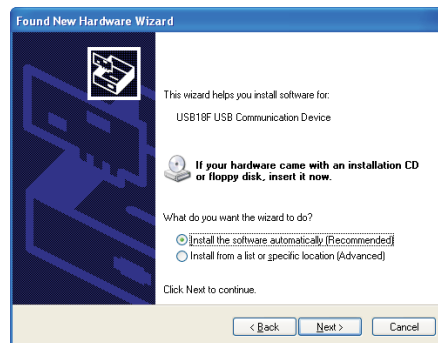 Found New Hardware Wizard
This wizard helps you install software for:
USB18F USB Communication Device
If your hardware came with an installation CD
or floppy disk, insert it now.
What do you want the wizard to do?
Install the software automatically (Recommended)
Install from a list or specific location (Advanced)
Click Next to continue.
< Back Next > Cancel